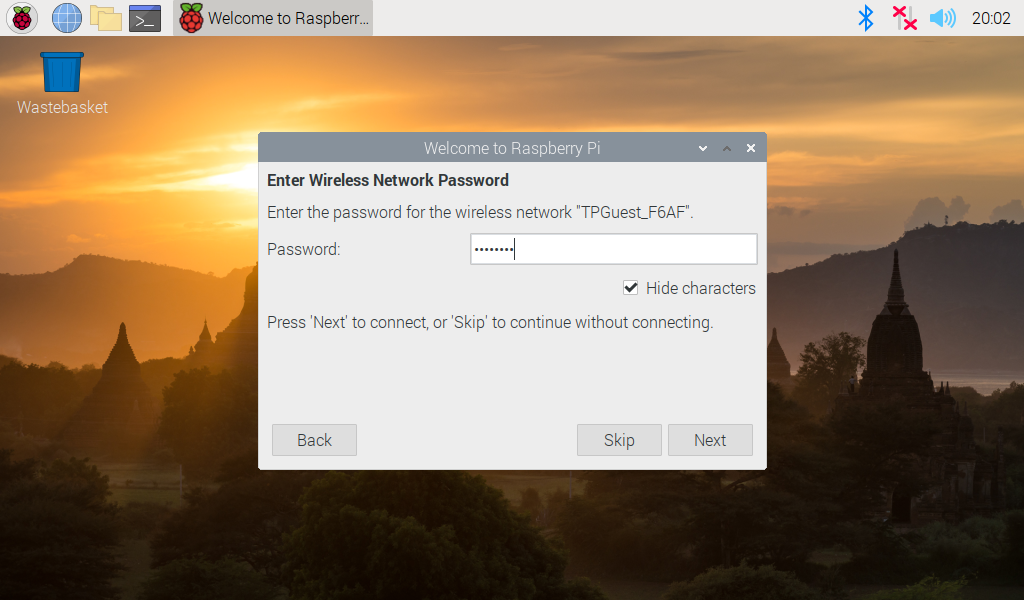 Welcome to Raspberr... 20:02
Wastebasket
Welcome to Raspberry Pi
Enter Wireless Network Password
Enter the password for the wireless network "TPGuest_F6AF".
Password: ••••••••
Hide characters
Press 'Next' to connect, or 'Skip' to continue without connecting.
Back Skip Next